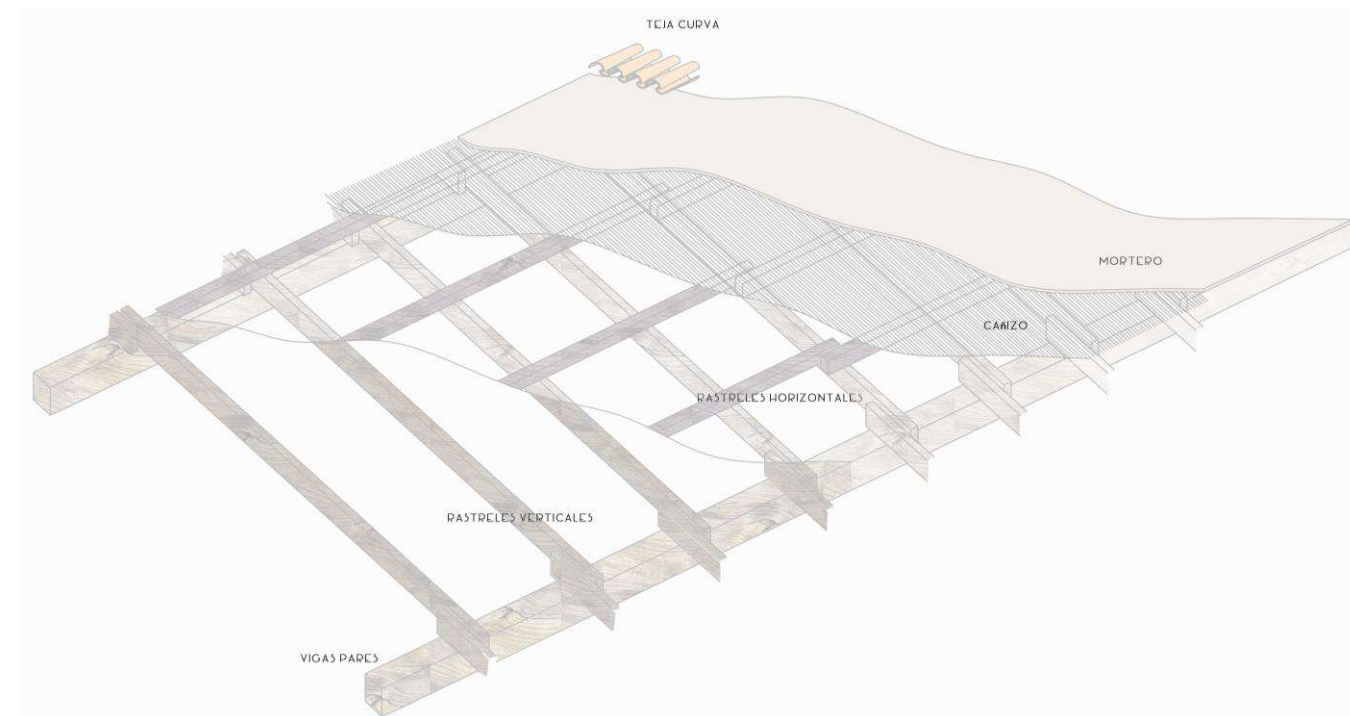 TEJA CURVA
MORTERO
CAÑIZO
RASTRELES HORIZONTALES
RASTRELES VERTICALES
VIGAS PARES